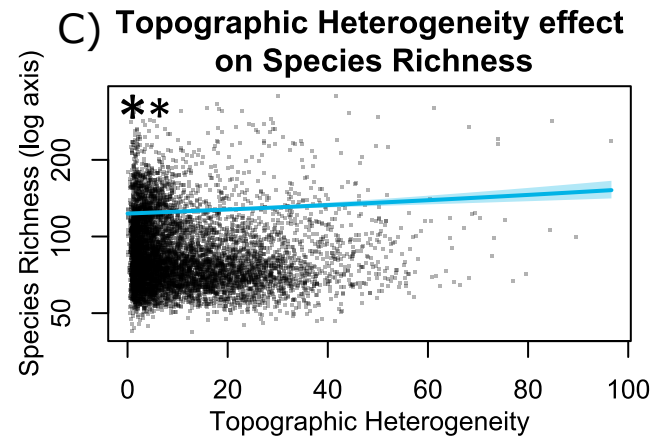 C) Topographic Heterogeneity effect
on Species Richness
**
Species Richness (log axis)
200
100
50
0 20 40 60 80 100
Topographic Heterogeneity